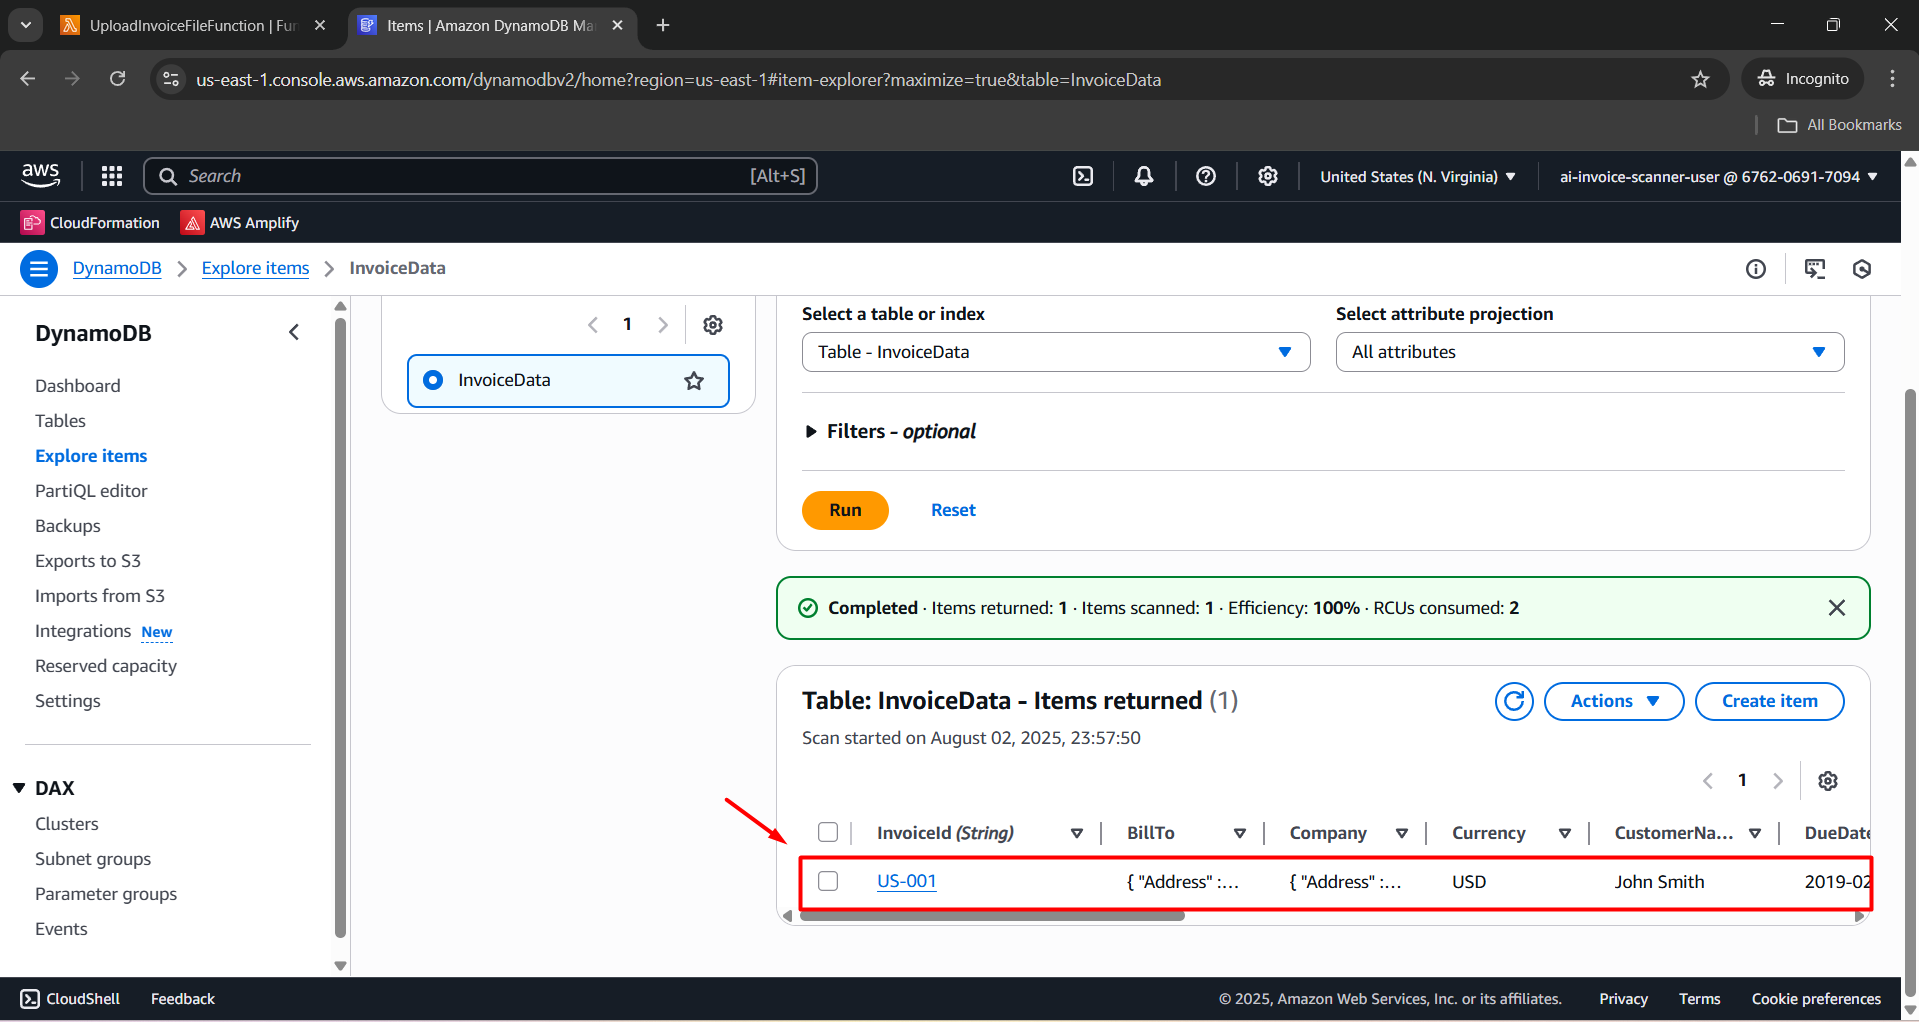 UploadInvoiceFileFunction | Fun
Items | Amazon DynamoDB Ma
us-east-1.console.aws.amazon.com/dynamodbv2/home?region=us-east-1#item-explorer?maximize=true&table=InvoiceData
Incognito
All Bookmarks
aws
Search
[Alt+S]
United States (N. Virginia)
ai-invoice-scanner-user @ 6762-0691-7094
CloudFormation
AWS Amplify
DynamoDB
Explore items
InvoiceData
DynamoDB
Dashboard
Tables
Explore items
PartiQL editor
Backups
Exports to S3
Imports from S3
Integrations New
Reserved capacity
Settings
DAX
Clusters
Subnet groups
Parameter groups
Events
1
InvoiceData
Select a table or index
Table - InvoiceData
Select attribute projection
All attributes
Filters - optional
Run
Reset
Completed · Items returned: 1 · Items scanned: 1 · Efficiency: 100% · RCUs consumed: 2
Table: InvoiceData - Items returned (1)
Actions
Create item
Scan started on August 02, 2025, 23:57:50
1
InvoiceId (String)
BillTo
Company
Currency
CustomerNa...
DueDate
US-001
{ "Address" :...
{ "Address" :...
USD
John Smith
2019-02
CloudShell
Feedback
© 2025, Amazon Web Services, Inc. or its affiliates.
Privacy
Terms
Cookie preferences